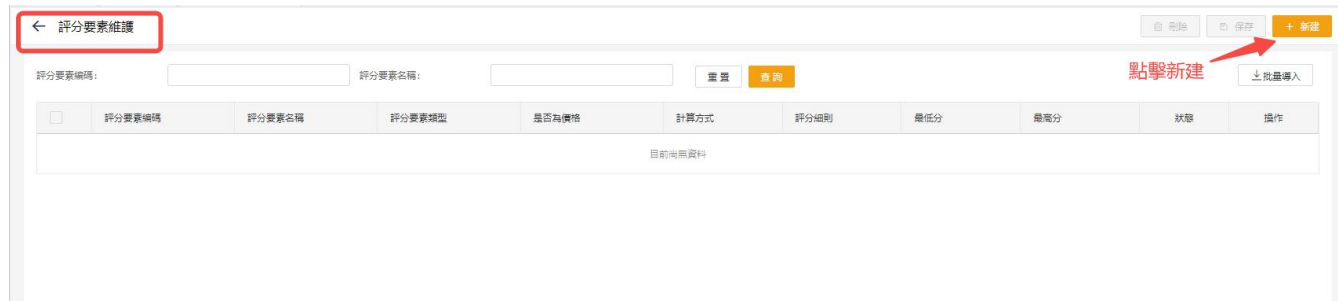 ← 評分要素維護
刪除 保存 + 新建
評分要素編碼: 評分要素名稱: 重置 查詢 點擊新建 批量導入
評分要素編碼 評分要素名稱 評分要素類型 是否為價格 計算方式 評分細則 最低分 最高分 狀態 操作
目前尚無資料